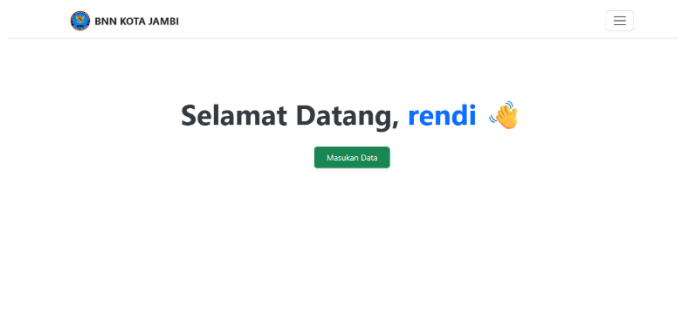 BNN KOTA JAMBI
Selamat Datang, rendi 👋
Masukan Data